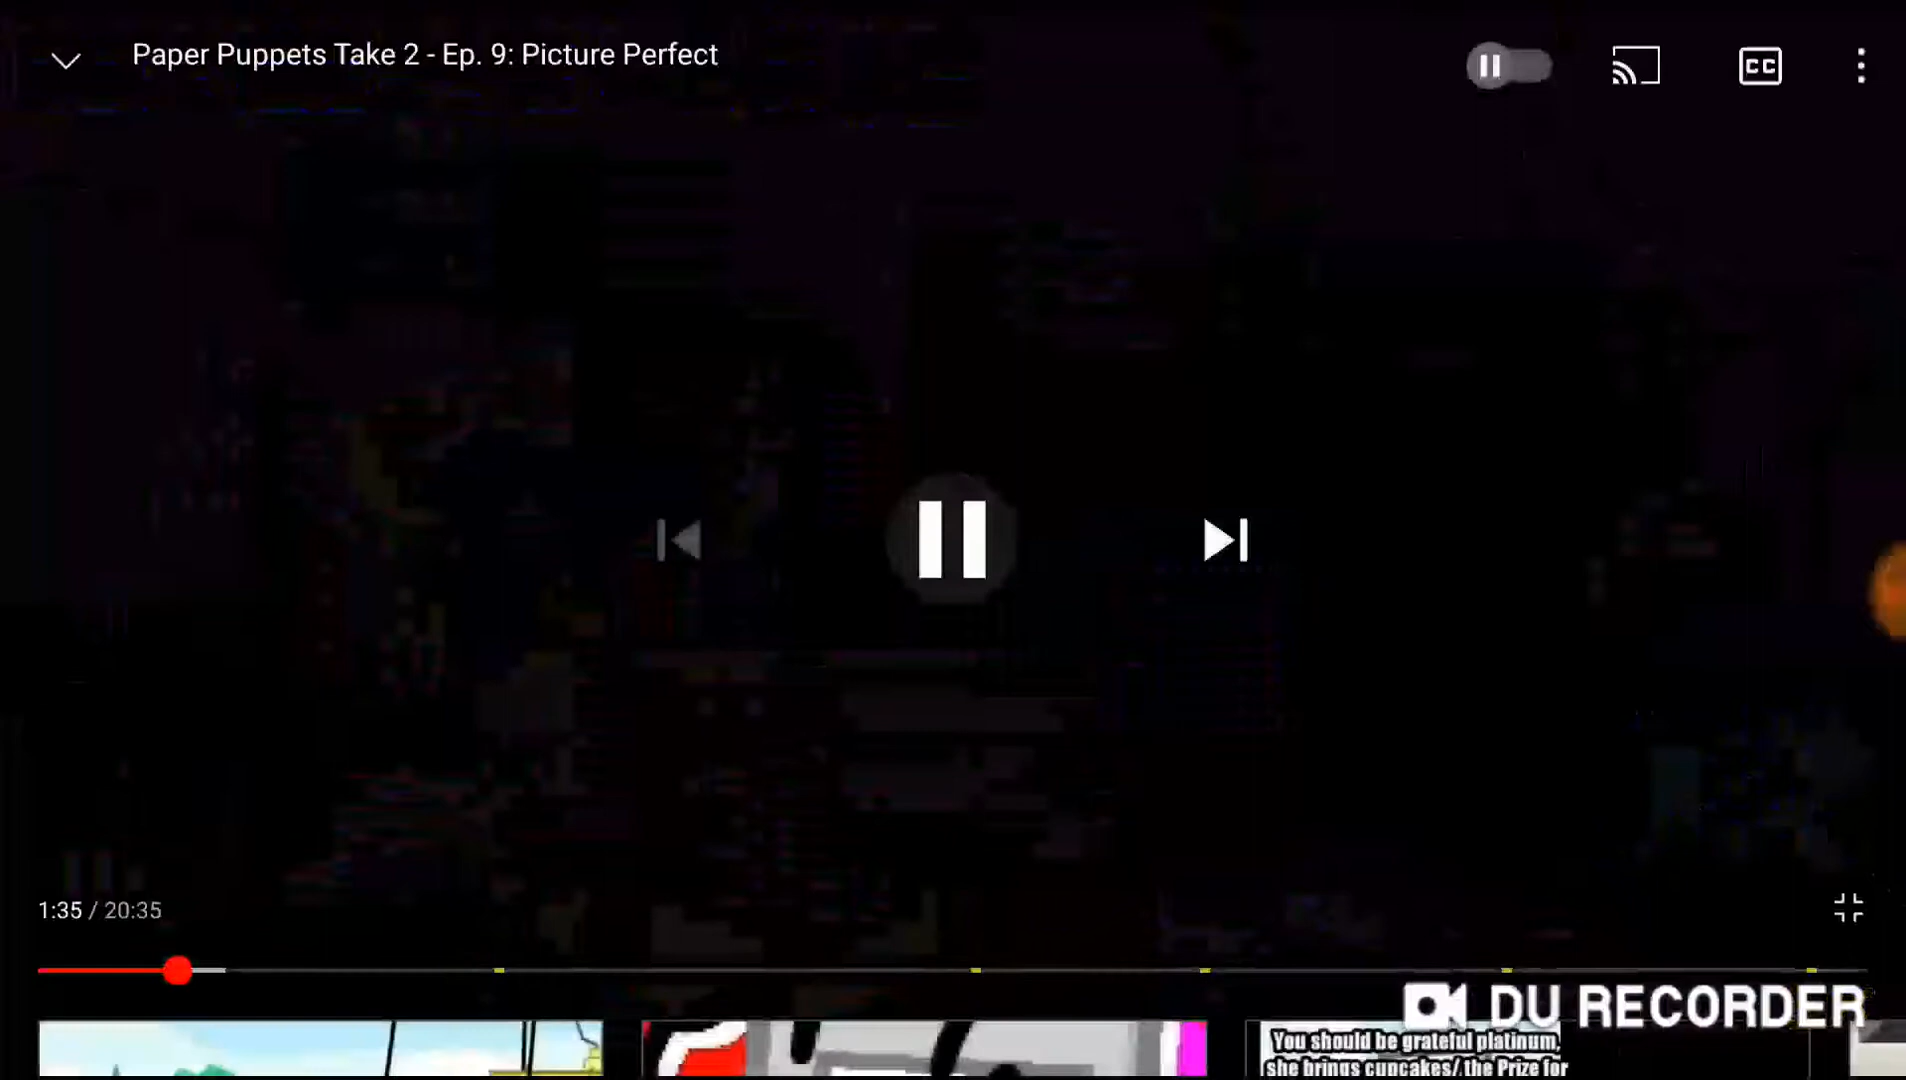 Paper Puppets Take 2 - Ep. 9: Picture Perfect
CC
1:35 / 20:35
DU RECORDER
You should be grateful platinum,
she brings cupcakes/ the Prize for